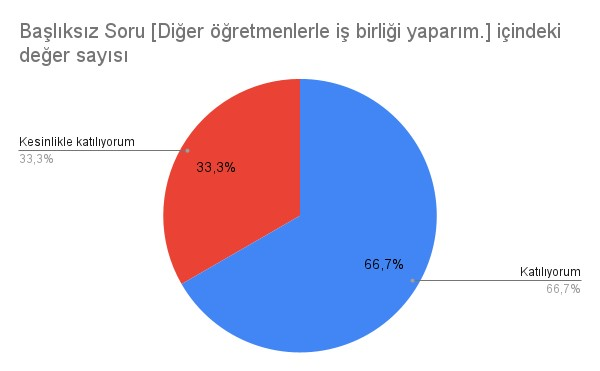 Başlıksız Soru [Diğer öğretmenlerle iş birliği yaparım.] içindeki
değer sayısı
Kesinlikle katılıyorum
33,3%
33,3%
66,7%
Katılıyorum
66,7%